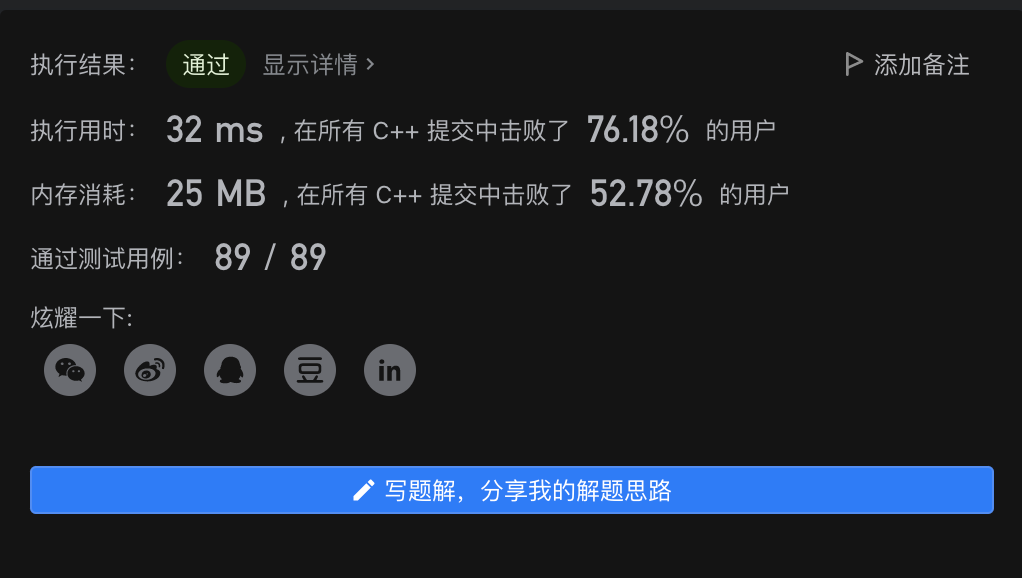 执行结果： 通过 显示详情 › 添加备注
执行用时： 32 ms , 在所有 C++ 提交中击败了 76.18% 的用户
内存消耗： 25 MB , 在所有 C++ 提交中击败了 52.78% 的用户
通过测试用例： 89 / 89
炫耀一下:
豆 in
写题解，分享我的解题思路